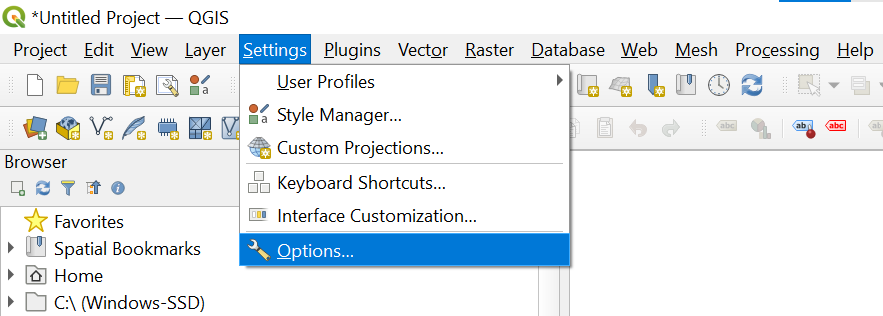 *Untitled Project — QGIS
Project Edit View Layer Settings Plugins Vector Raster Database Web Mesh Processing Help
User Profiles
Style Manager...
Custom Projections...
Keyboard Shortcuts...
Interface Customization...
Options...
a
abc abc abc
Browser
Favorites
Spatial Bookmarks
Home
C:\ (Windows-SSD)